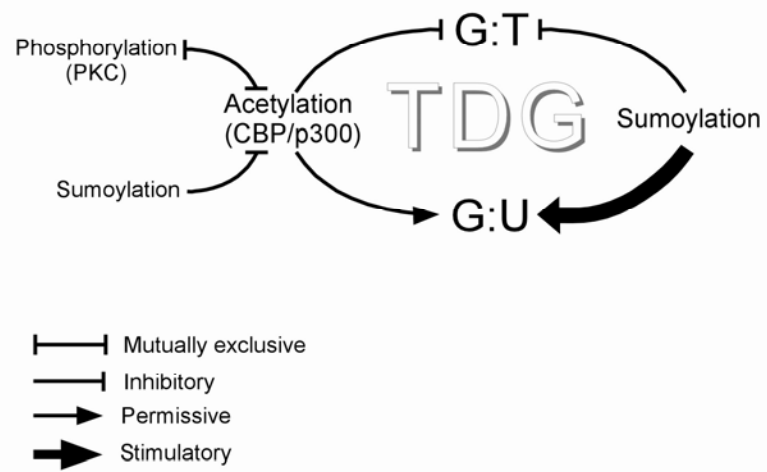 Phosphorylation
(PKC)
G:T
Acetylation
(CBP/p300)
TDG
Sumoylation
Sumoylation
G:U
Mutually exclusive
Inhibitory
Permissive
Stimulatory